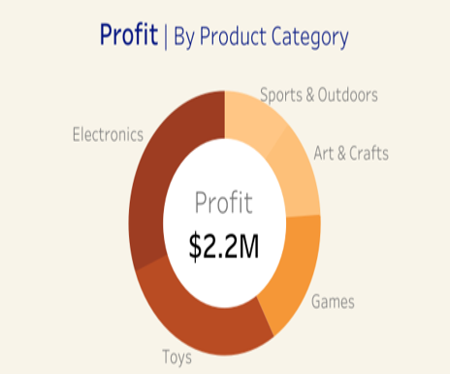 Profit | By Product Category
Sports & Outdoors
Electronics
Art & Crafts
Profit
$2.2M
Games
Toys